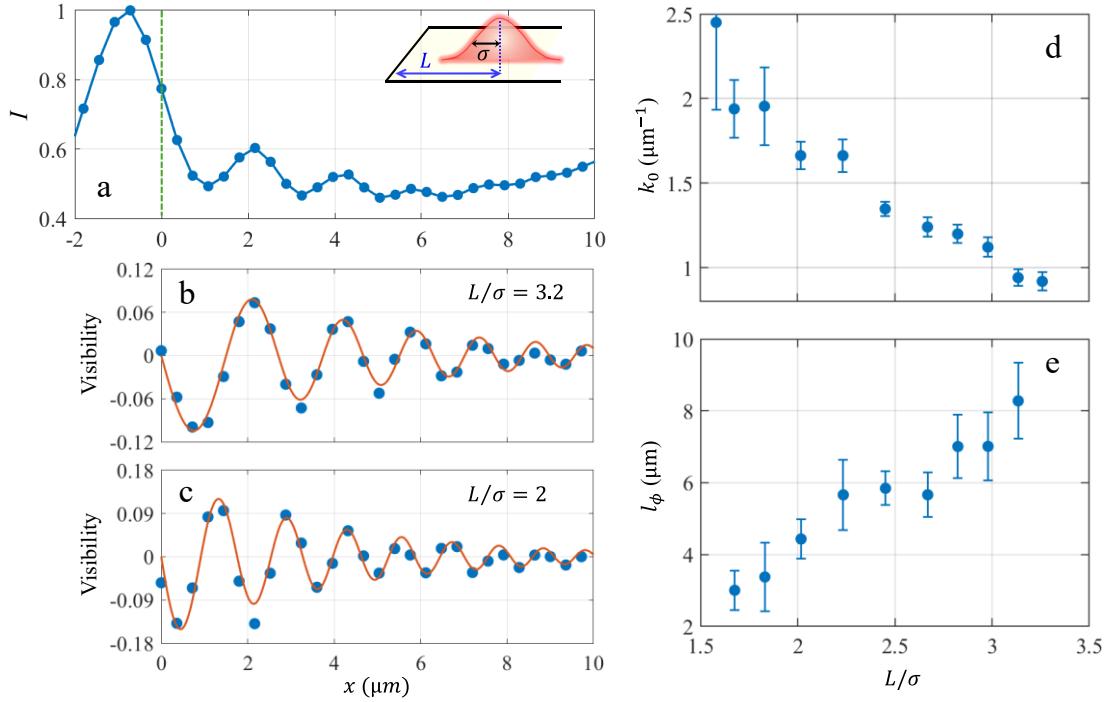 1
0.8
0.6
0.4
I
a
L
σ
-2
0
2
4
6
8
10
0.12
0.06
0
-0.06
-0.12
Visibility
b
L/σ = 3.2
0.18
0.09
0
-0.09
-0.18
Visibility
c
L/σ = 2
0
2
4
6
8
10
x (μm)
2.5
2
1.5
1
k₀ (μm⁻¹)
d
10
8
6
4
2
l_ϕ (μm)
e
1.5
2
2.5
3
3.5
L/σ